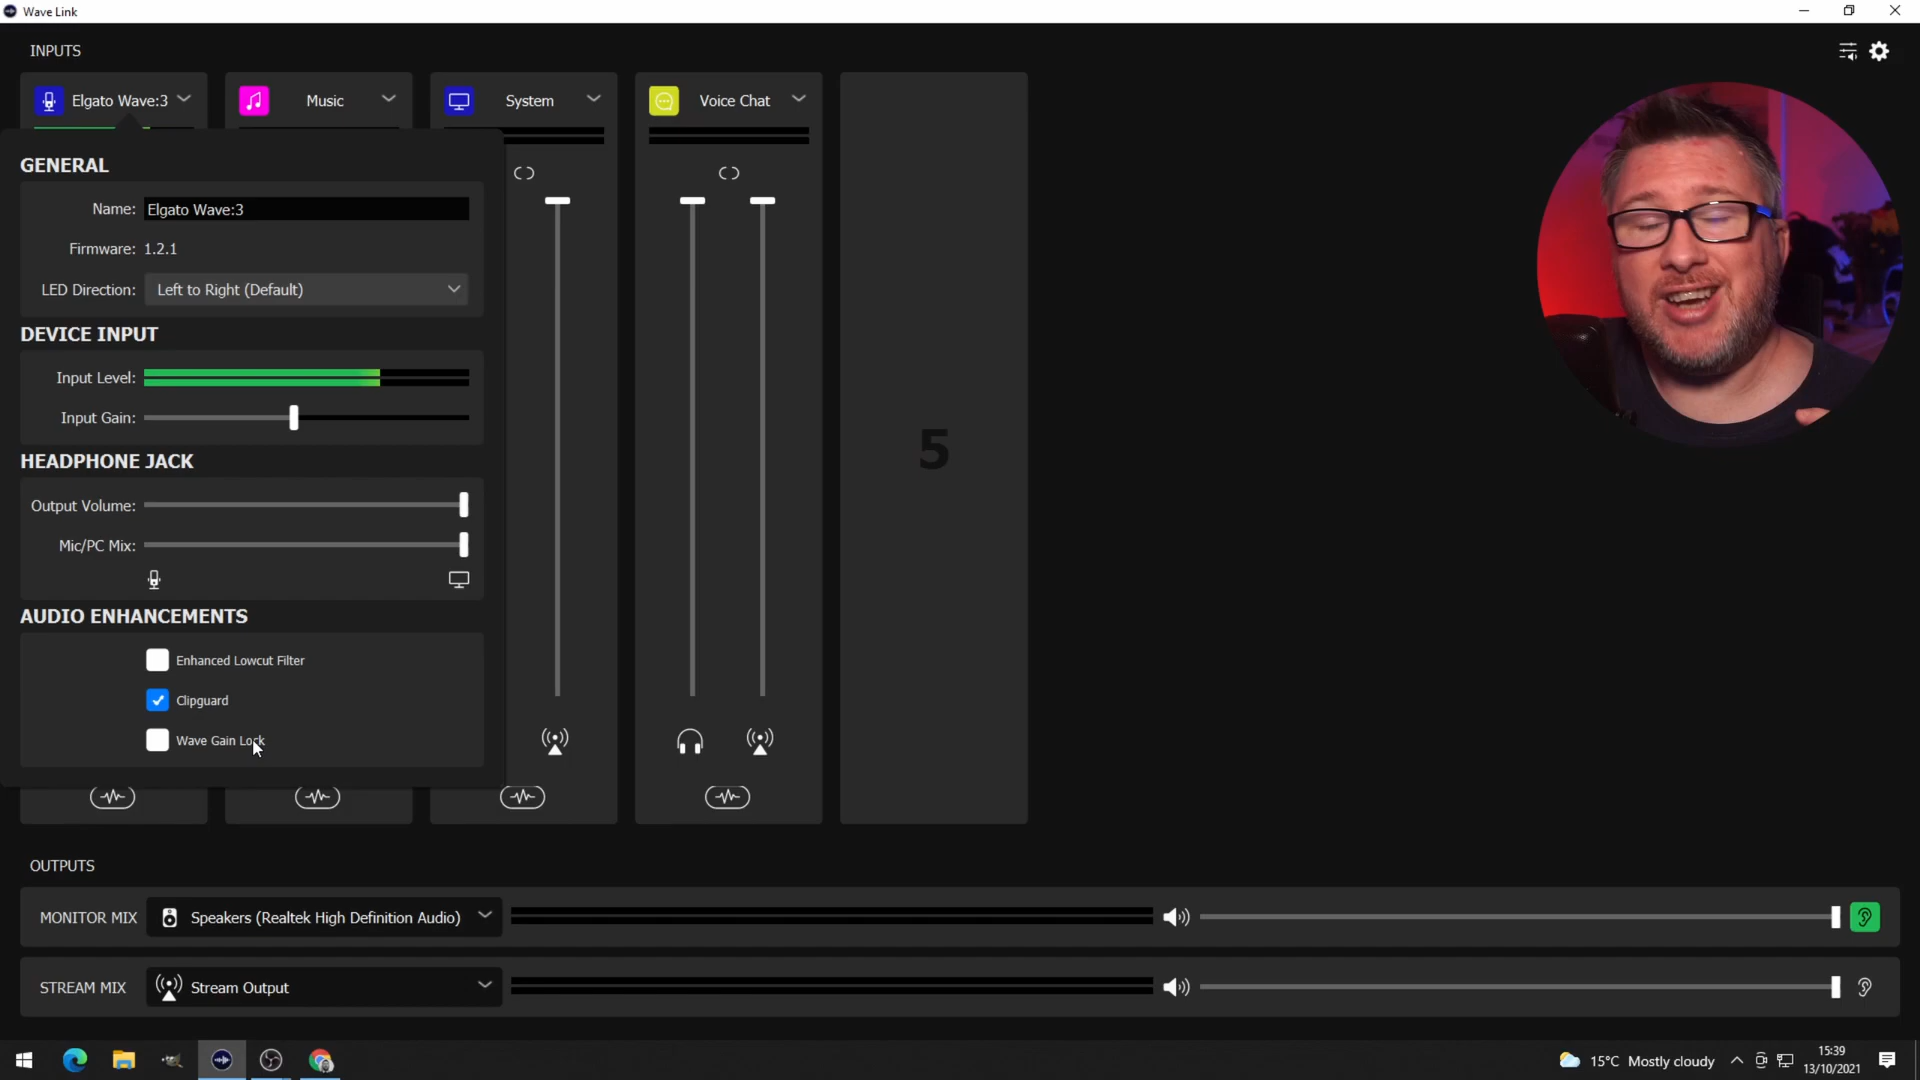 Wave Link
INPUTS
Elgato Wave:3
Music
System
Voice Chat
GENERAL
Name: Elgato Wave:3
Firmware: 1.2.1
LED Direction: Left to Right (Default)
DEVICE INPUT
Input Level:
Input Gain:
HEADPHONE JACK
Output Volume:
Mic/PC Mix:
AUDIO ENHANCEMENTS
Enhanced Lowcut Filter
Clipguard
Wave Gain Lock
5
OUTPUTS
MONITOR MIX Speakers (Realtek High Definition Audio)
STREAM MIX Stream Output
15°C Mostly cloudy
15:39
13/10/2021